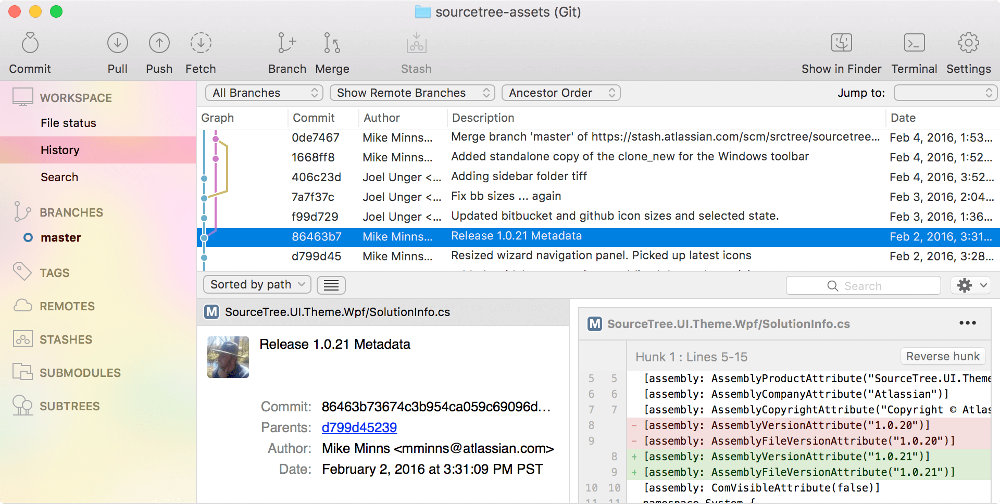 sourcetree-assets (Git)
Commit Pull Push Fetch Branch Merge Stash Show in Finder Terminal Settings
WORKSPACE
File status
History
Search
BRANCHES
master
TAGS
REMOTES
STASHES
SUBMODULES
SUBTREES
All Branches Show Remote Branches Ancestor Order Jump to:
Graph Commit Author Description Date
0de7467 Mike Minns... Merge branch 'master' of https://stash.atlassian.com/scm/srctree/sourcetree... Feb 4, 2016, 1:53...
1668ff8 Mike Minns... Added standalone copy of the clone_new for the Windows toolbar Feb 4, 2016, 1:52...
406c23d Joel Unger <... Adding sidebar folder tiff Feb 4, 2016, 3:52...
7a7f37c Joel Unger <... Fix bb sizes ... again Feb 3, 2016, 2:04...
f99d729 Joel Unger <... Updated bitbucket and github icon sizes and selected state. Feb 3, 2016, 1:36...
86463b7 Mike Minns... Release 1.0.21 Metadata Feb 2, 2016, 3:31...
d799d45 Mike Minns... Resized wizard navigation panel. Picked up latest icons Feb 2, 2016, 3:28...
Sorted by path Search
M SourceTree.UI.Theme.Wpf/SolutionInfo.cs
Release 1.0.21 Metadata
Commit: 86463b73674c3b954ca059c69096d...
Parents: d799d45239
Author: Mike Minns <mminns@atlassian.com>
Date: February 2, 2016 at 3:31:09 PM PST
M SourceTree.UI.Theme.Wpf/SolutionInfo.cs
Hunk 1 : Lines 5-15 Reverse hunk
5 5 [assembly: AssemblyProductAttribute("SourceTree.UI.Theme
6 6 [assembly: AssemblyCompanyAttribute("Atlassian")]
7 7 [assembly: AssemblyCopyrightAttribute("Copyright © Atlas
8 - [assembly: AssemblyVersionAttribute("1.0.20")]
9 - [assembly: AssemblyFileVersionAttribute("1.0.20")]
8 + [assembly: AssemblyVersionAttribute("1.0.21")]
9 + [assembly: AssemblyFileVersionAttribute("1.0.21")]
10 10 [assembly: ComVisibleAttribute(false)]
11 11 namespace System {